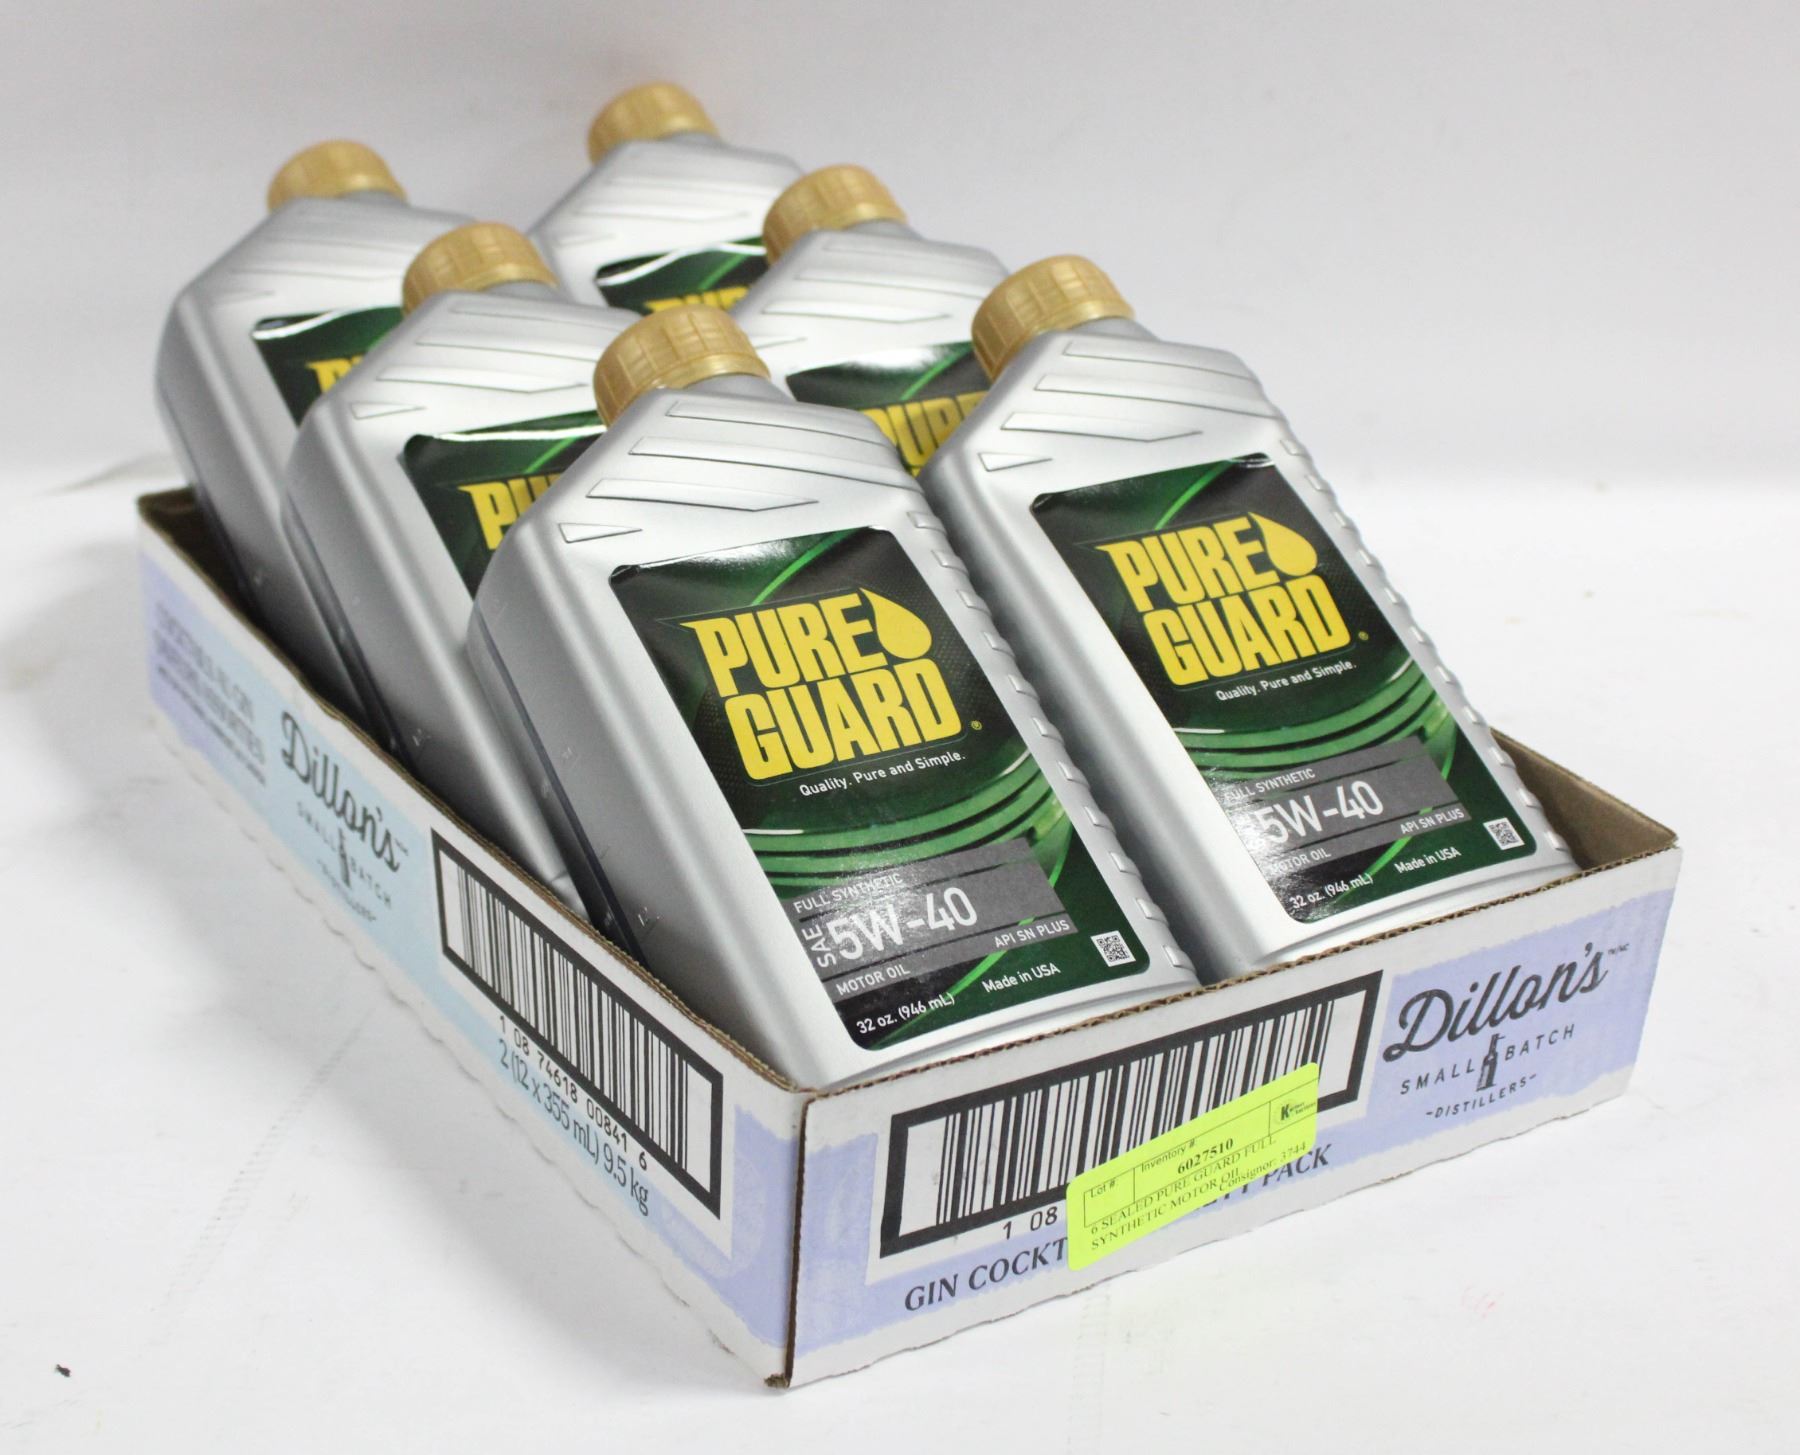 PU
PURE
PU
PURE
PURE
GUARD®
Quality. Pure and Simple.
FULL SYNTHETIC
SAE 5W-40
API SN PLUS
MOTOR OIL
32 oz. (946 mL) Made in USA
PURE
GUARD®
Quality. Pure and Simple.
FULL SYNTHETIC
5W-40
API SN PLUS
MOTOR OIL
32 oz. (946 mL) Made in USA
Dillon's
SMALL BATCH
-DISTILLERS-
1 08 74618 00841 6
2 (12 x 355 mL) 9.5 kg
Dillon's
SMALL BATCH
-DISTILLERS-
1 08
GIN COCKT
PACK
Lot # Inventory #
6027510
6 SEALED PURE GUARD FULL
SYNTHETIC MOTOR OIL
Consignor: 3744